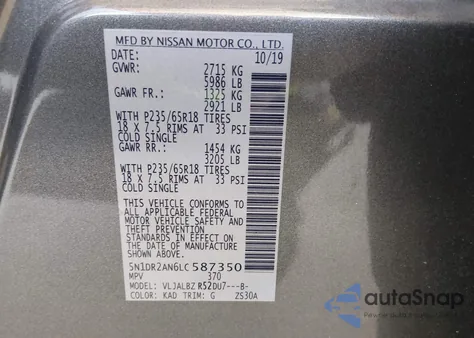 MFD BY NISSAN MOTOR CO., LTD.
DATE: 10/19
GVWR: 2715 KG
5986 LB
GAWR FR.: 1325 KG
2921 LB
WITH P235/65R18 TIRES
18 X 7.5 RIMS AT 33 PSI
COLD SINGLE
GAWR RR.: 1454 KG
3205 LB
WITH P235/65R18 TIRES
18 X 7.5 RIMS AT 33 PSI
COLD SINGLE
THIS VEHICLE CONFORMS TO
ALL APPLICABLE FEDERAL
MOTOR VEHICLE SAFETY AND
THEFT PREVENTION
STANDARDS IN EFFECT ON
THE DATE OF MANUFACTURE
SHOWN ABOVE.
5N1DR2AN6LC587350
MPV 370
MODEL: VLJALBZ R52DU7---B-
COLOR: KAD TRIM: G ZS30A
autoSnap